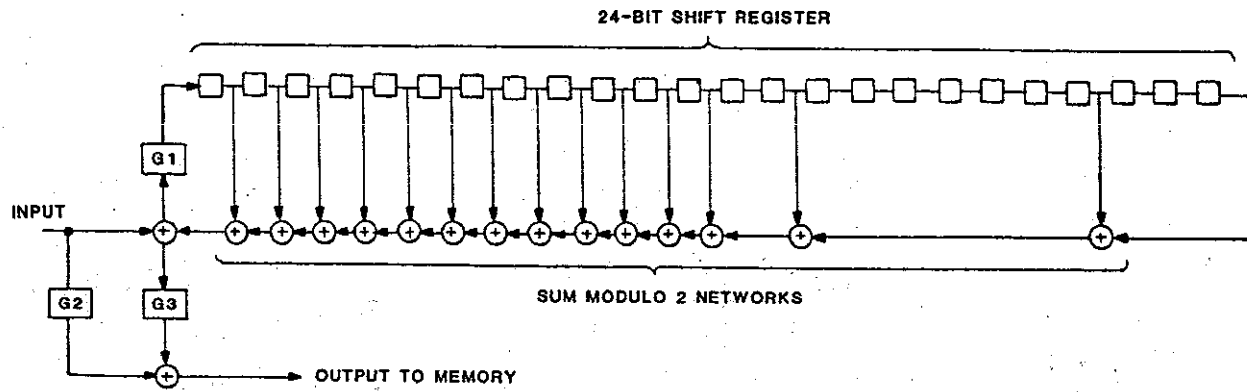 24-BIT SHIFT REGISTER
G1
INPUT
G2
G3
SUM MODULO 2 NETWORKS
OUTPUT TO MEMORY